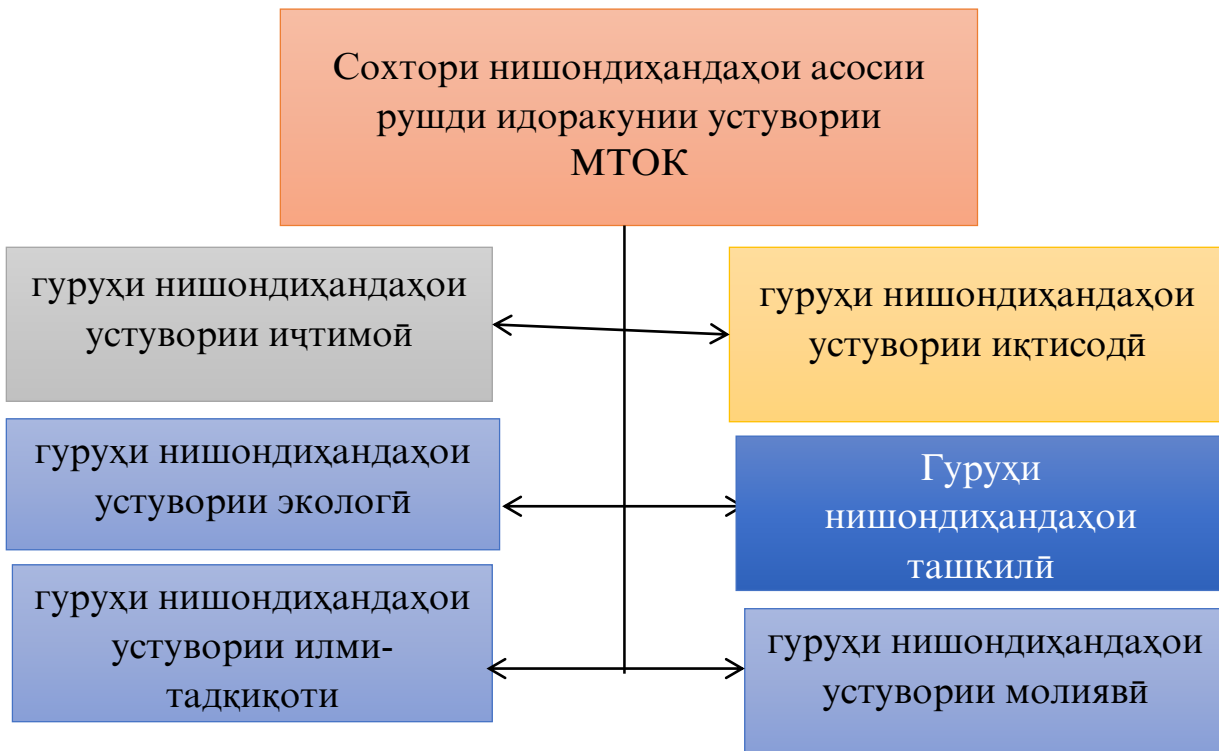 Сохтори нишондиҳандаҳои асосии
рушди идоракунии устувории
МТОК
гуруҳи нишондиҳандаҳои
устувории иҷтимоӣ
гуруҳи нишондиҳандаҳои
устувории иқтисодӣ
гуруҳи нишондиҳандаҳои
устувории экологӣ
Гуруҳи
нишондиҳандаҳои
ташкилӣ
гуруҳи нишондиҳандаҳои
устувории илми-
тадқиқоти
гуруҳи нишондиҳандаҳои
устувории молиявӣ